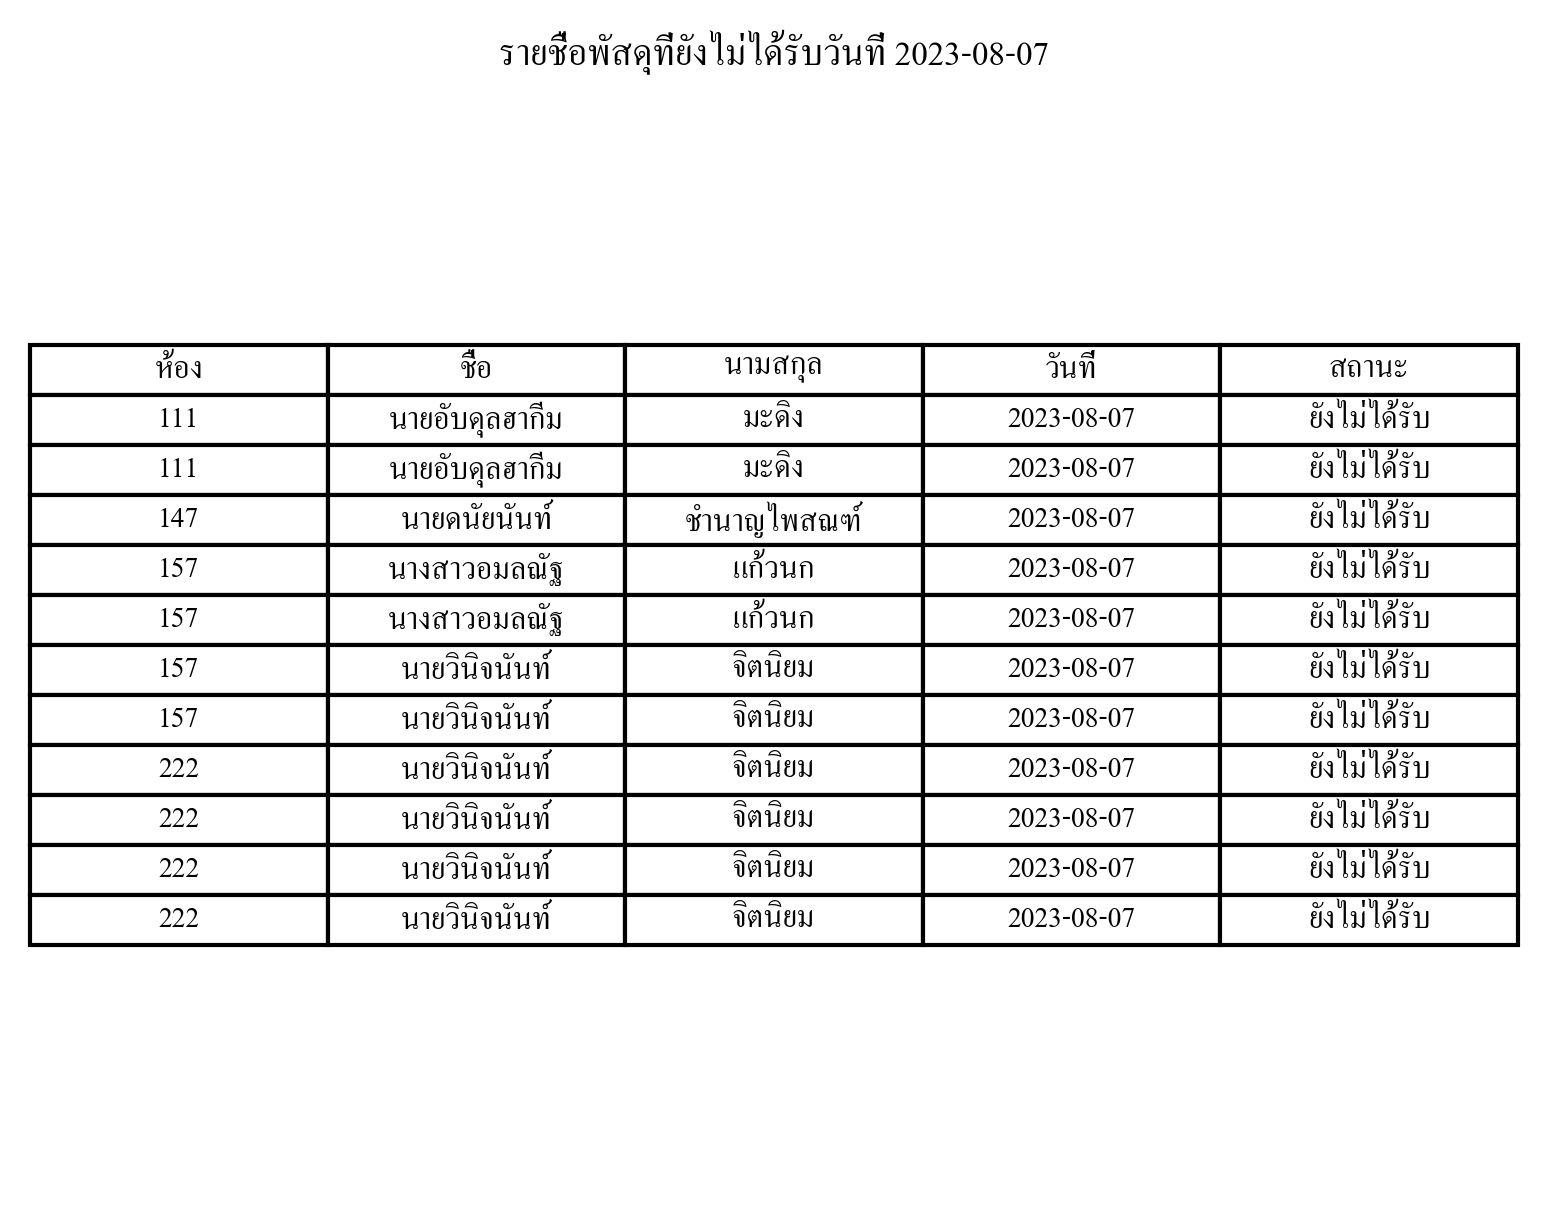 รายชื่อพัสดุที่ยังไม่ได้รับวันที่ 2023-08-07
ห้อง ชื่อ นามสกุล วันที่ สถานะ
111 นายอับดุลฮากีม มะดิง 2023-08-07 ยังไม่ได้รับ
111 นายอับดุลฮากีม มะดิง 2023-08-07 ยังไม่ได้รับ
147 นายดนัยนันท์ ชำนาญไพสณฑ์ 2023-08-07 ยังไม่ได้รับ
157 นางสาวอมลณัฐ แก้วนก 2023-08-07 ยังไม่ได้รับ
157 นางสาวอมลณัฐ แก้วนก 2023-08-07 ยังไม่ได้รับ
157 นายวินิจนันท์ จิตนิยม 2023-08-07 ยังไม่ได้รับ
157 นายวินิจนันท์ จิตนิยม 2023-08-07 ยังไม่ได้รับ
222 นายวินิจนันท์ จิตนิยม 2023-08-07 ยังไม่ได้รับ
222 นายวินิจนันท์ จิตนิยม 2023-08-07 ยังไม่ได้รับ
222 นายวินิจนันท์ จิตนิยม 2023-08-07 ยังไม่ได้รับ
222 นายวินิจนันท์ จิตนิยม 2023-08-07 ยังไม่ได้รับ